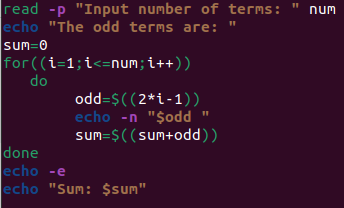 read -p "Input number of terms: " num
echo "The odd terms are: "
sum=0
for((i=1;i<=num;i++))
   do
        odd=$((2*i-1))
        echo -n "$odd "
        sum=$((sum+odd))
done
echo -e
echo "Sum: $sum"